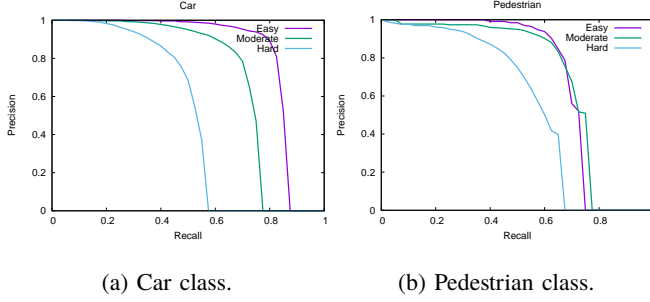 Car
Easy
Moderate
Hard
Precision
1
0.8
0.6
0.4
0.2
0
0 0.2 0.4 0.6 0.8 1
Recall
(a) Car class.
Pedestrian
Easy
Moderate
Hard
Precision
1
0.8
0.6
0.4
0.2
0
0 0.2 0.4 0.6 0.8
Recall
(b) Pedestrian class.